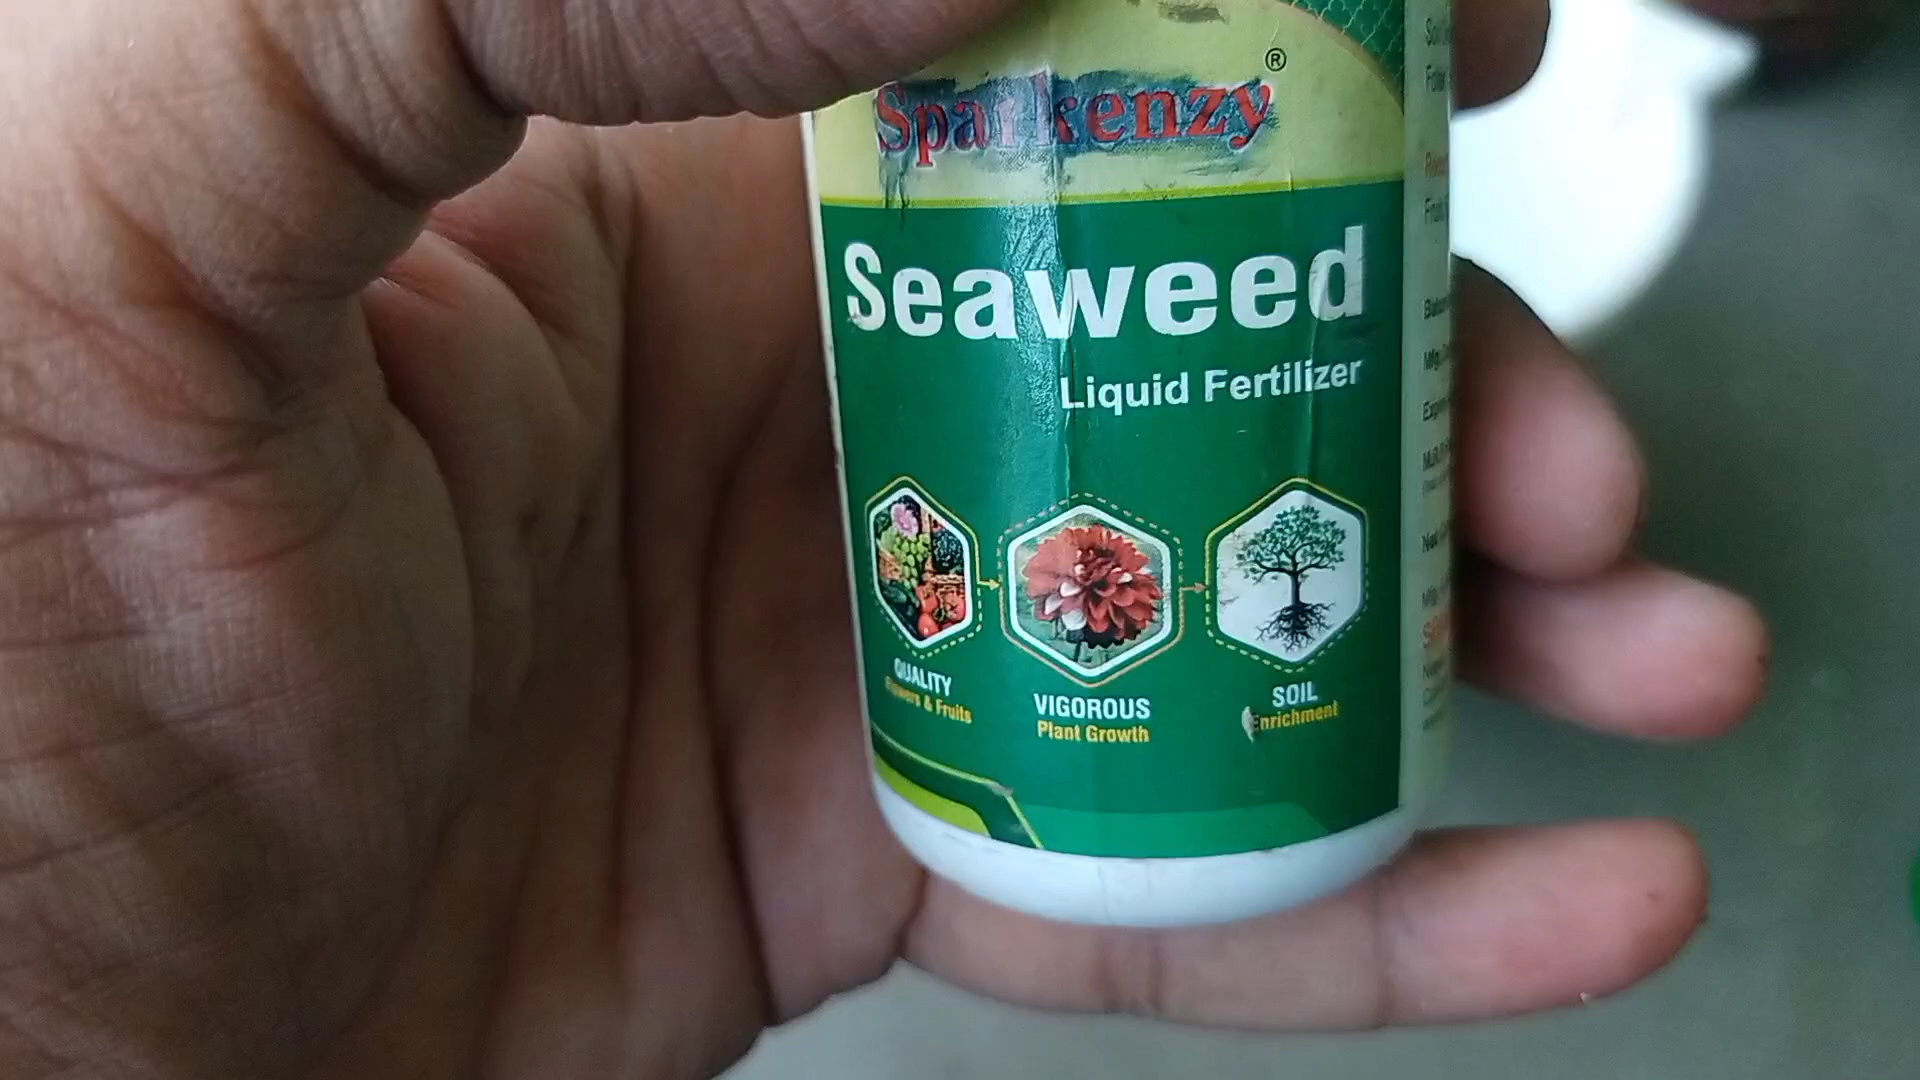 Sparkenzy®
Seaweed
Liquid Fertilizer
QUALITY
Flowers & Fruits
VIGOROUS
Plant Growth
SOIL
Enrichment